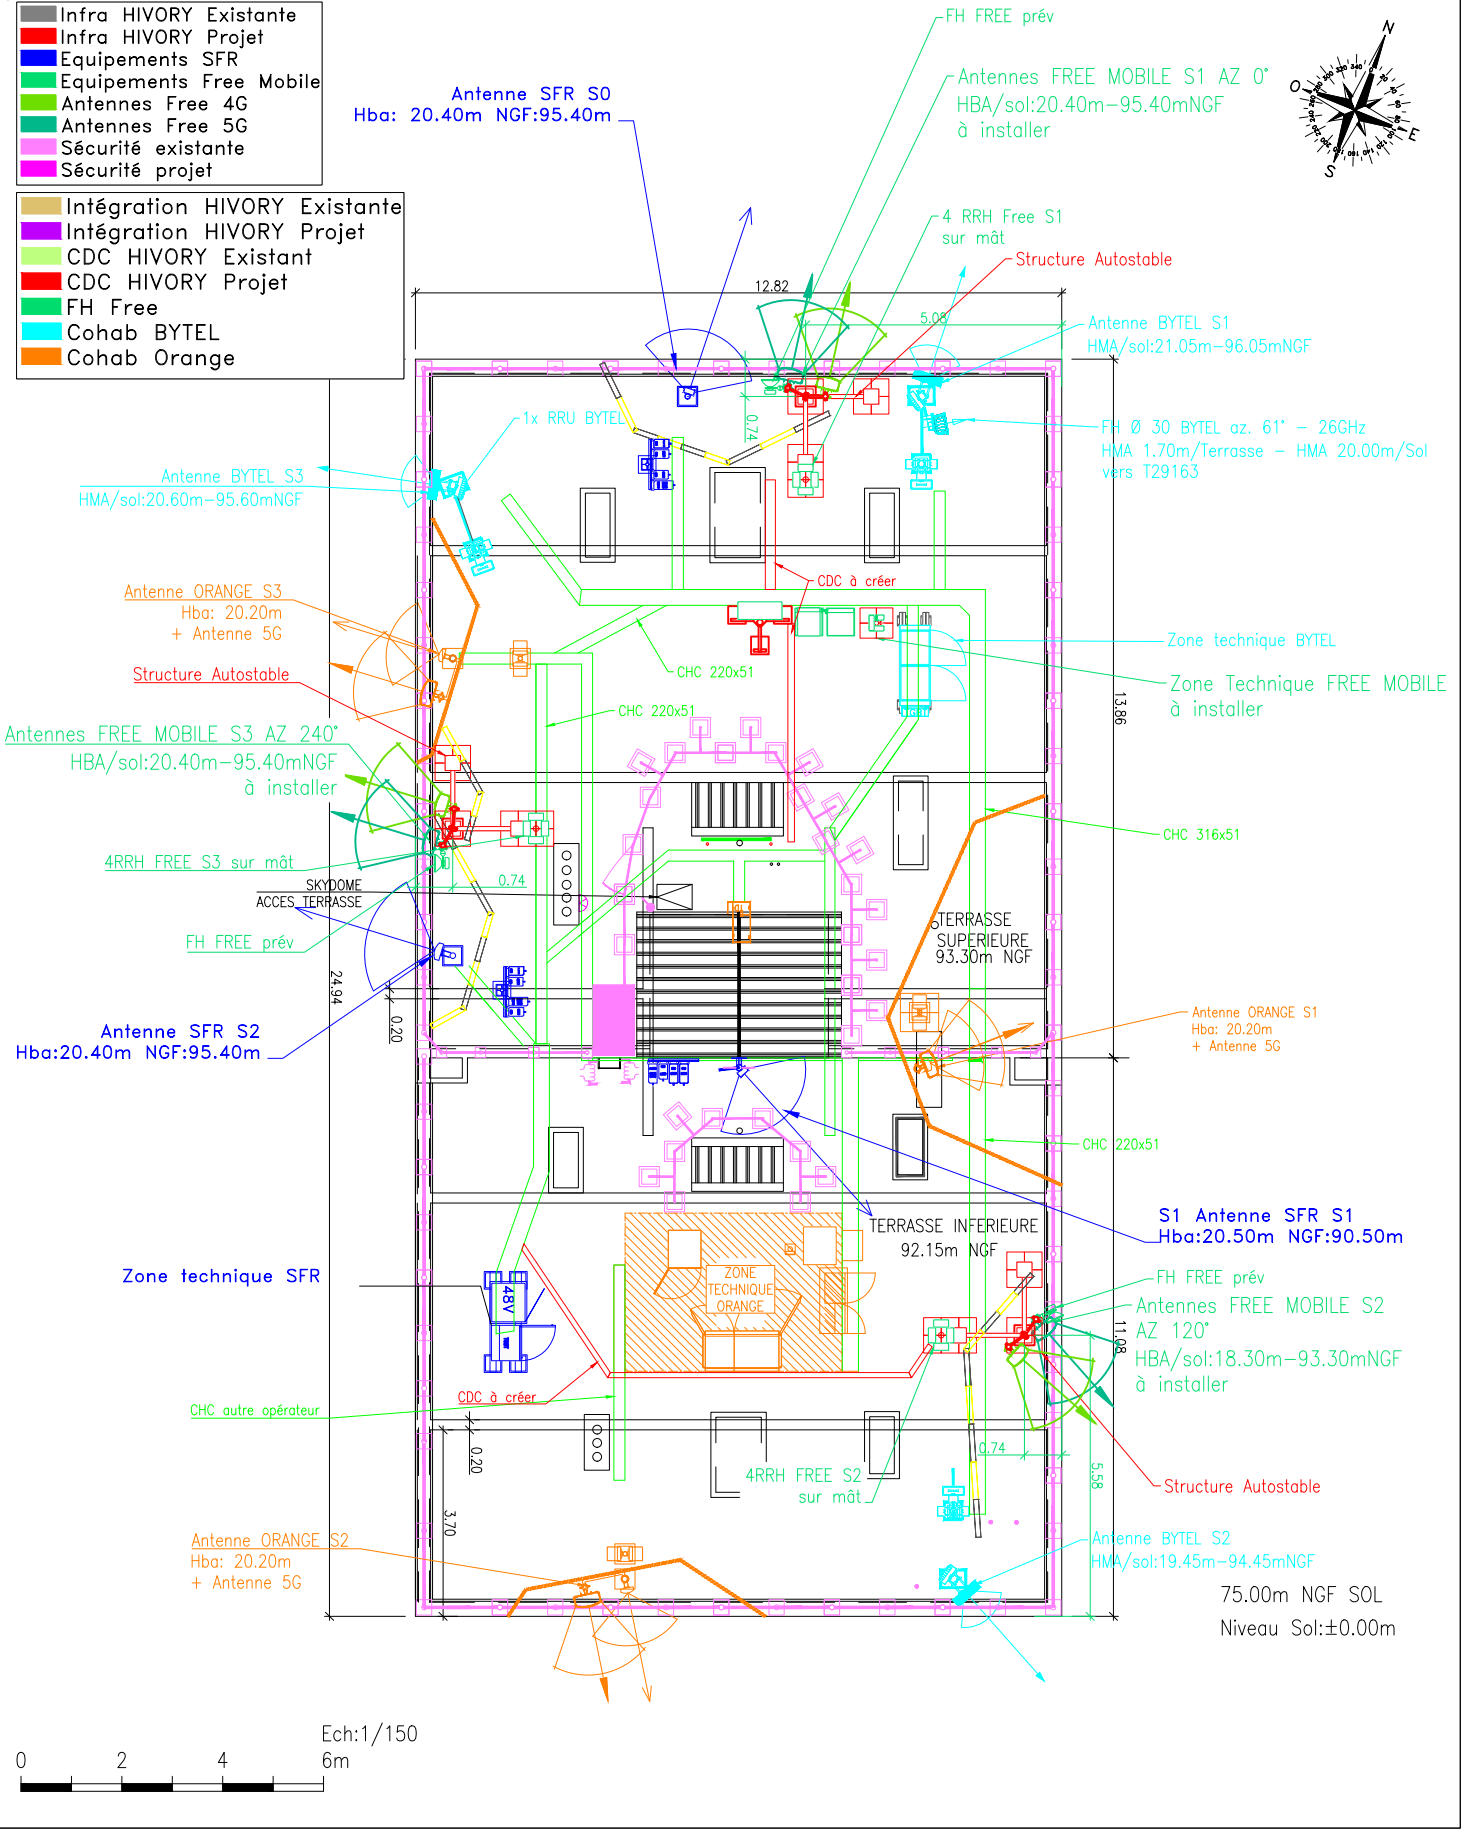 Infra HIVORY Existante
Infra HIVORY Projet
Equipements SFR
Equipements Free Mobile
Antennes Free 4G
Antennes Free 5G
Sécurité existante
Sécurité projet
Intégration HIVORY Existante
Intégration HIVORY Projet
CDC HIVORY Existant
CDC HIVORY Projet
FH Free
Cohab BYTEL
Cohab Orange
FH FREE prév
Antenne SFR S0
Hba: 20.40m NGF:95.40m
Antennes FREE MOBILE S1 AZ 0°
HBA/sol:20.40m-95.40mNGF
à installer
N
O
E
S
4 RRH Free S1
sur mât
Structure Autostable
12.82
5.08
Antenne BYTEL S1
HMA/sol:21.05m-96.05mNGF
0.74
1x RRU BYTEL
FH Ø 30 BYTEL az. 61° - 26GHz
HMA 1.70m/Terrasse - HMA 20.00m/Sol
vers T29163
Antenne BYTEL S3
HMA/sol:20.60m-95.60mNGF
CDC à créer
Antenne ORANGE S3
Hba: 20.20m
+ Antenne 5G
Zone technique BYTEL
CHC 220x51
Structure Autostable
Zone Technique FREE MOBILE
à installer
CHC 220x51
13.86
Antennes FREE MOBILE S3 AZ 240°
HBA/sol:20.40m-95.40mNGF
à installer
CHC 316x51
4RRH FREE S3 sur mât
0.74
SKYDOME
ACCES TERRASSE
TERRASSE
SUPERIEURE
93.30m NGF
FH FREE prév
24.94
0.20
Antenne SFR S2
Hba:20.40m NGF:95.40m
Antenne ORANGE S1
Hba: 20.20m
+ Antenne 5G
CHC 220x51
TERRASSE INFERIEURE
92.15m NGF
S1 Antenne SFR S1
Hba:20.50m NGF:90.50m
Zone technique SFR
48V
ZONE
TECHNIQUE
ORANGE
FH FREE prév
Antennes FREE MOBILE S2
AZ 120°
HBA/sol:18.30m-93.30mNGF
à installer
11.08
CDC à créer
CHC autre opérateur
0.20
0.74
5.58
4RRH FREE S2
sur mât
Structure Autostable
3.70
Antenne ORANGE S2
Hba: 20.20m
+ Antenne 5G
Antenne BYTEL S2
HMA/sol:19.45m-94.45mNGF
75.00m NGF SOL
Niveau Sol:±0.00m
Ech:1/150
0 2 4 6m